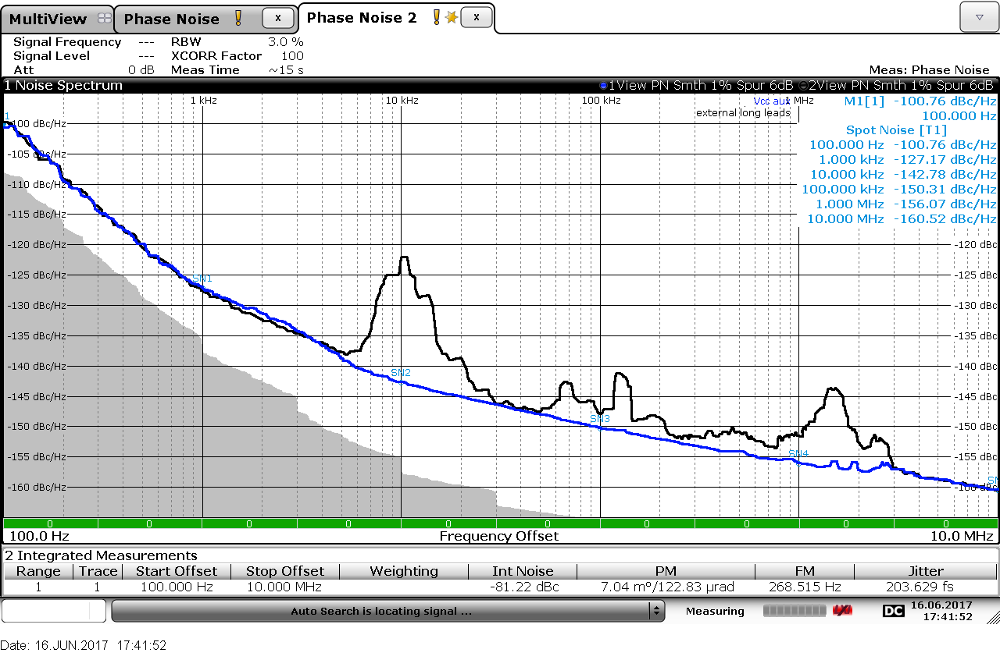 MultiView Phase Noise ! x Phase Noise 2 ! x
Signal Frequency --- RBW 3.0 %
Signal Level --- XCORR Factor 100
Att 0 dB Meas Time ~15 s Meas: Phase Noise
1 Noise Spectrum 1View PN Smth 1% Spur 6dB 2View PN Smth 1% Spur 6dB
1 kHz 10 kHz 100 kHz Vcc aux 1 MHz M1[1] -100.76 dBc/Hz
external long leads 100.000 Hz
1
Spot Noise [T1]
100.000 Hz -100.76 dBc/Hz
1.000 kHz -127.17 dBc/Hz
10.000 kHz -142.78 dBc/Hz
100.000 kHz -150.31 dBc/Hz
1.000 MHz -156.07 dBc/Hz
10.000 MHz -160.52 dBc/Hz
-100 dBc/Hz
-105 dBc/Hz
-110 dBc/Hz
-115 dBc/Hz
-120 dBc/Hz -120 dBc
-125 dBc/Hz -125 dBc
SN1
-130 dBc/Hz -130 dBc
-135 dBc/Hz -135 dBc
-140 dBc/Hz -140 dBc
SN2
-145 dBc/Hz -145 dBc
SN3
-150 dBc/Hz -150 dBc
SN4
-155 dBc/Hz -155 dBc
SN
-160 dBc/Hz -160 dBc
0 0 0 0 0 0 0 0 0 0
100.0 Hz Frequency Offset 10.0 MHz
2 Integrated Measurements
Range Trace Start Offset Stop Offset Weighting Int Noise PM FM Jitter
1 1 100.000 Hz 10.000 MHz -81.22 dBc 7.04 m°/122.83 µrad 268.515 Hz 203.629 fs
Auto Search is locating signal ... Measuring DC 16.06.2017
17:41:52
Date: 16.JUN.2017 17:41:52